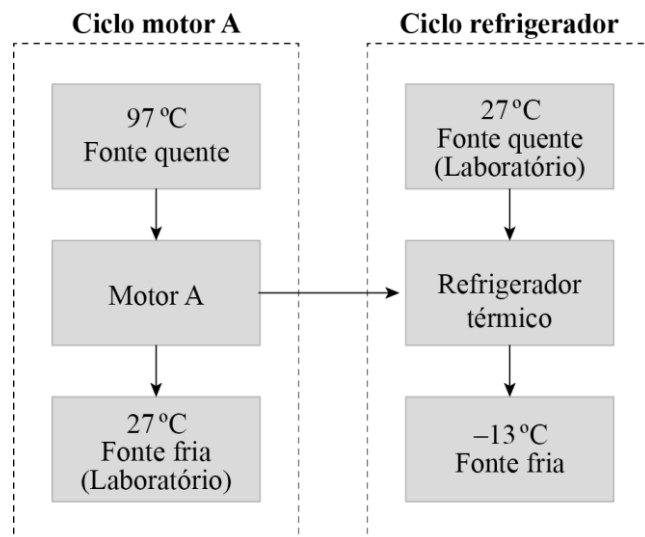 Ciclo motor A
97 ºC
Fonte quente
Motor A
27 ºC
Fonte fria
(Laboratório)
Ciclo refrigerador
27 ºC
Fonte quente
(Laboratório)
Refrigerador
térmico
–13 ºC
Fonte fria